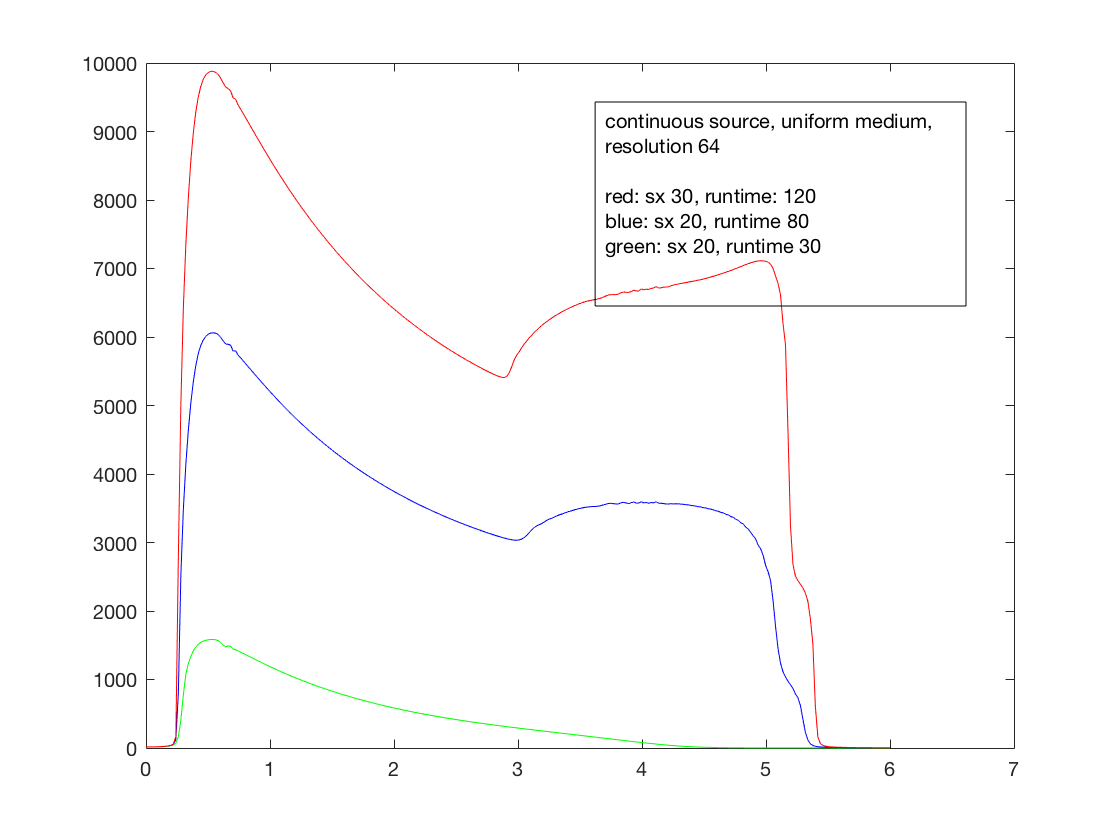 10000
9000
8000
7000
6000
5000
4000
3000
2000
1000
0
continuous source, uniform medium,
resolution 64
red: sx 30, runtime: 120
blue: sx 20, runtime 80
green: sx 20, runtime 30
0 1 2 3 4 5 6 7